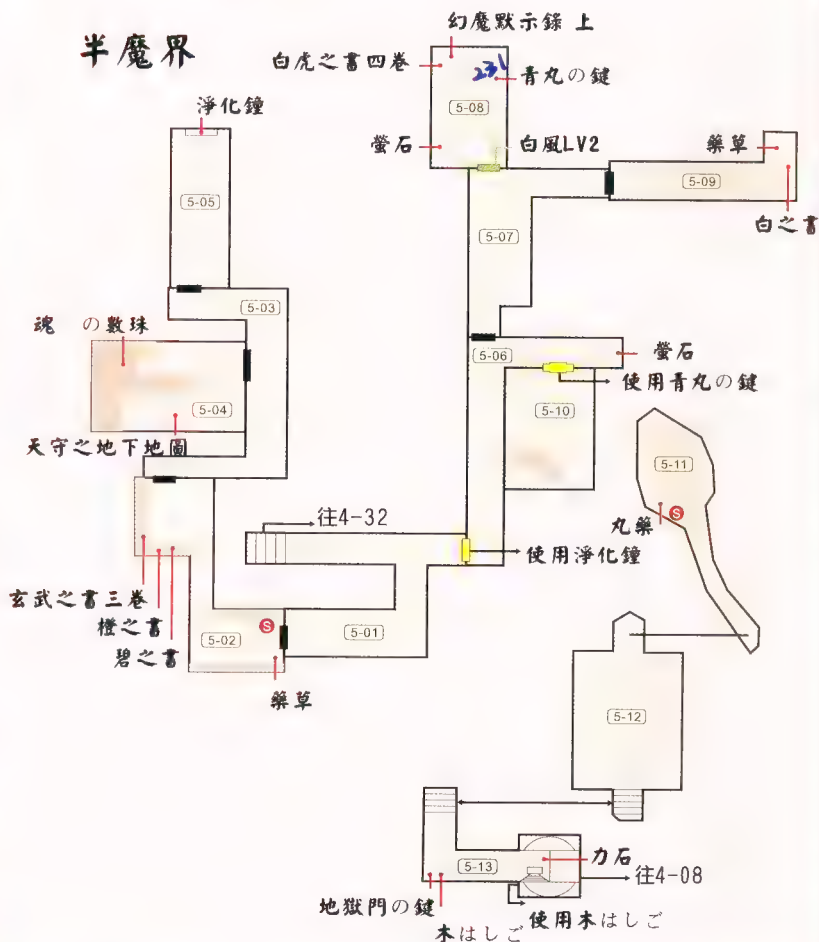 半魔界
幻魔默示錄 上
白虎之書四卷
231
青丸の鍵
5-08
螢石
白風LV2
淨化鐘
5-05
藥草
5-09
白之書
5-07
5-03
魂 の數珠
5-04
天守之地下地圖
5-06
螢石
使用青丸の鍵
5-10
5-11
S
丸藥
往4-32
使用淨化鐘
玄武之書三卷
橙之書
碧之書
S
5-02
5-01
藥草
5-12
5-13
力石
往4-08
地獄門の鍵
木はしご
使用木はしご